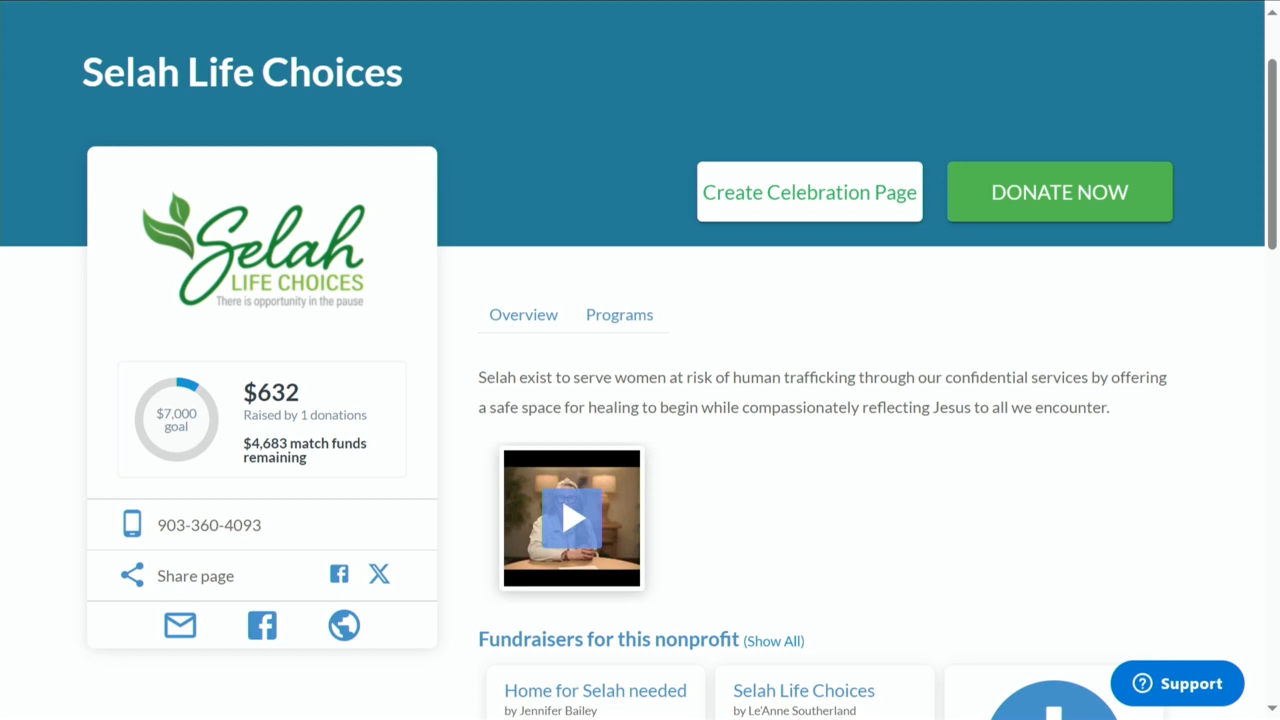 Selah Life Choices
Create Celebration Page
DONATE NOW
Selah
LIFE CHOICES
There is opportunity in the pause
$7,000
goal
$632
Raised by 1 donations
$4,683 match funds
remaining
903-360-4093
Share page
Overview Programs
Selah exist to serve women at risk of human trafficking through our confidential services by offering
a safe space for healing to begin while compassionately reflecting Jesus to all we encounter.
Fundraisers for this nonprofit (Show All)
Home for Selah needed
by Jennifer Bailey
Selah Life Choices
by Le'Anne Southerland
Support